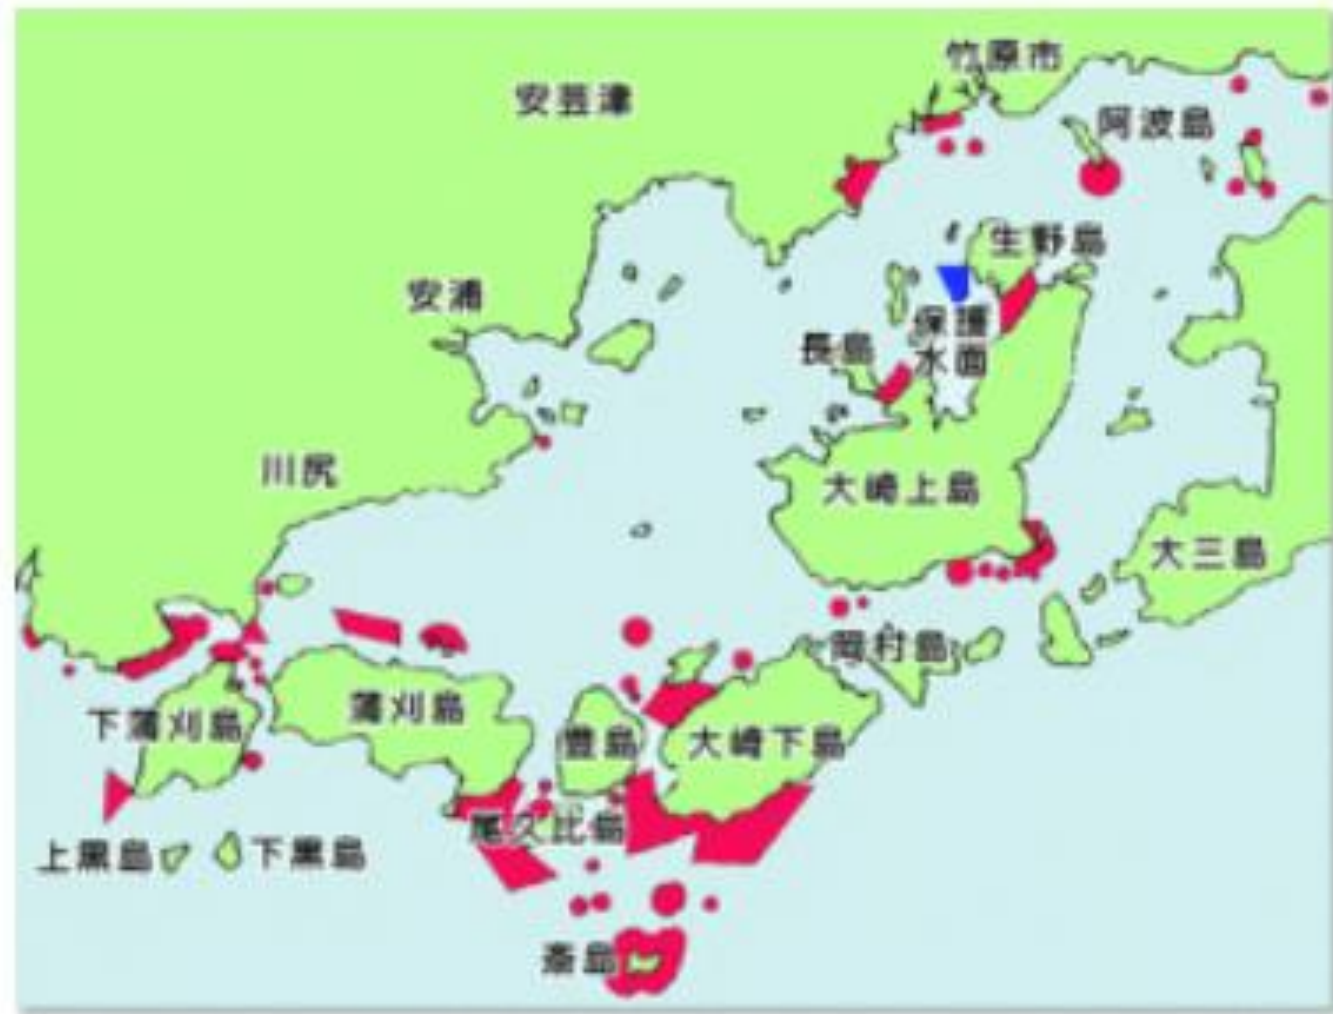 竹原市
安芸津
阿波島
生野島
安浦
保護
水面
長島
川尻
大崎上島
大三島
岡村島
下蒲刈島
蒲刈島
豊島
大崎下島
尾久比島
上黒島
下黒島
斎島